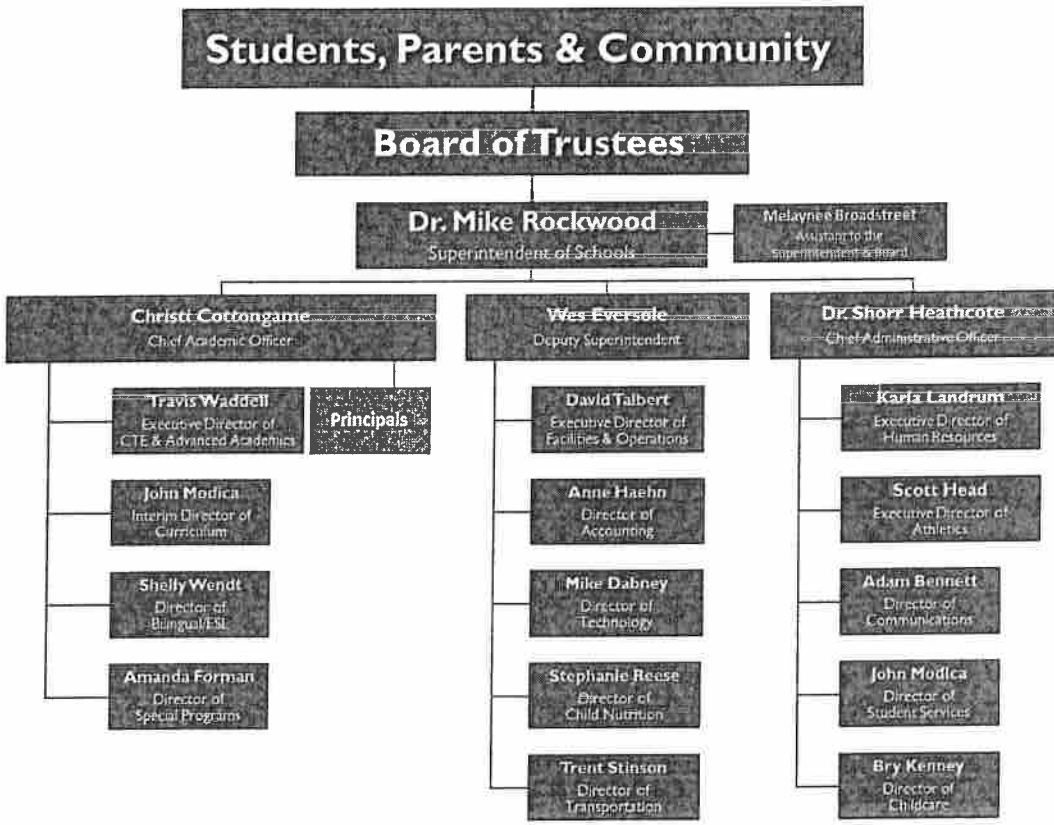 Students, Parents & Community
Board of Trustees
Dr. Mike Rockwood
Superintendent of Schools
Melaynee Broadstreet
Assistant to the
Superintendent & Board
Christi Cottongame
Chief Academic Officer
Wes Eversole
Deputy Superintendent
Dr. Shorr Heathcote
Chief Administrative Officer
Travis Waddell
Executive Director of
CTE & Advanced Academics
Principals
John Modica
Interim Director of
Curriculum
Shelly Wendt
Director of
Bilingual/ESL
Amanda Forman
Director of
Special Programs
David Talbert
Executive Director of
Facilities & Operations
Anne Haehn
Director of
Accounting
Mike Dabney
Director of
Technology
Stephanie Reese
Director of
Child Nutrition
Trent Stinson
Director of
Transportation
Karla Landrum
Executive Director of
Human Resources
Scott Head
Executive Director of
Athletics
Adam Bennett
Director of
Communications
John Modica
Director of
Student Services
Bry Kenney
Director of
Childcare